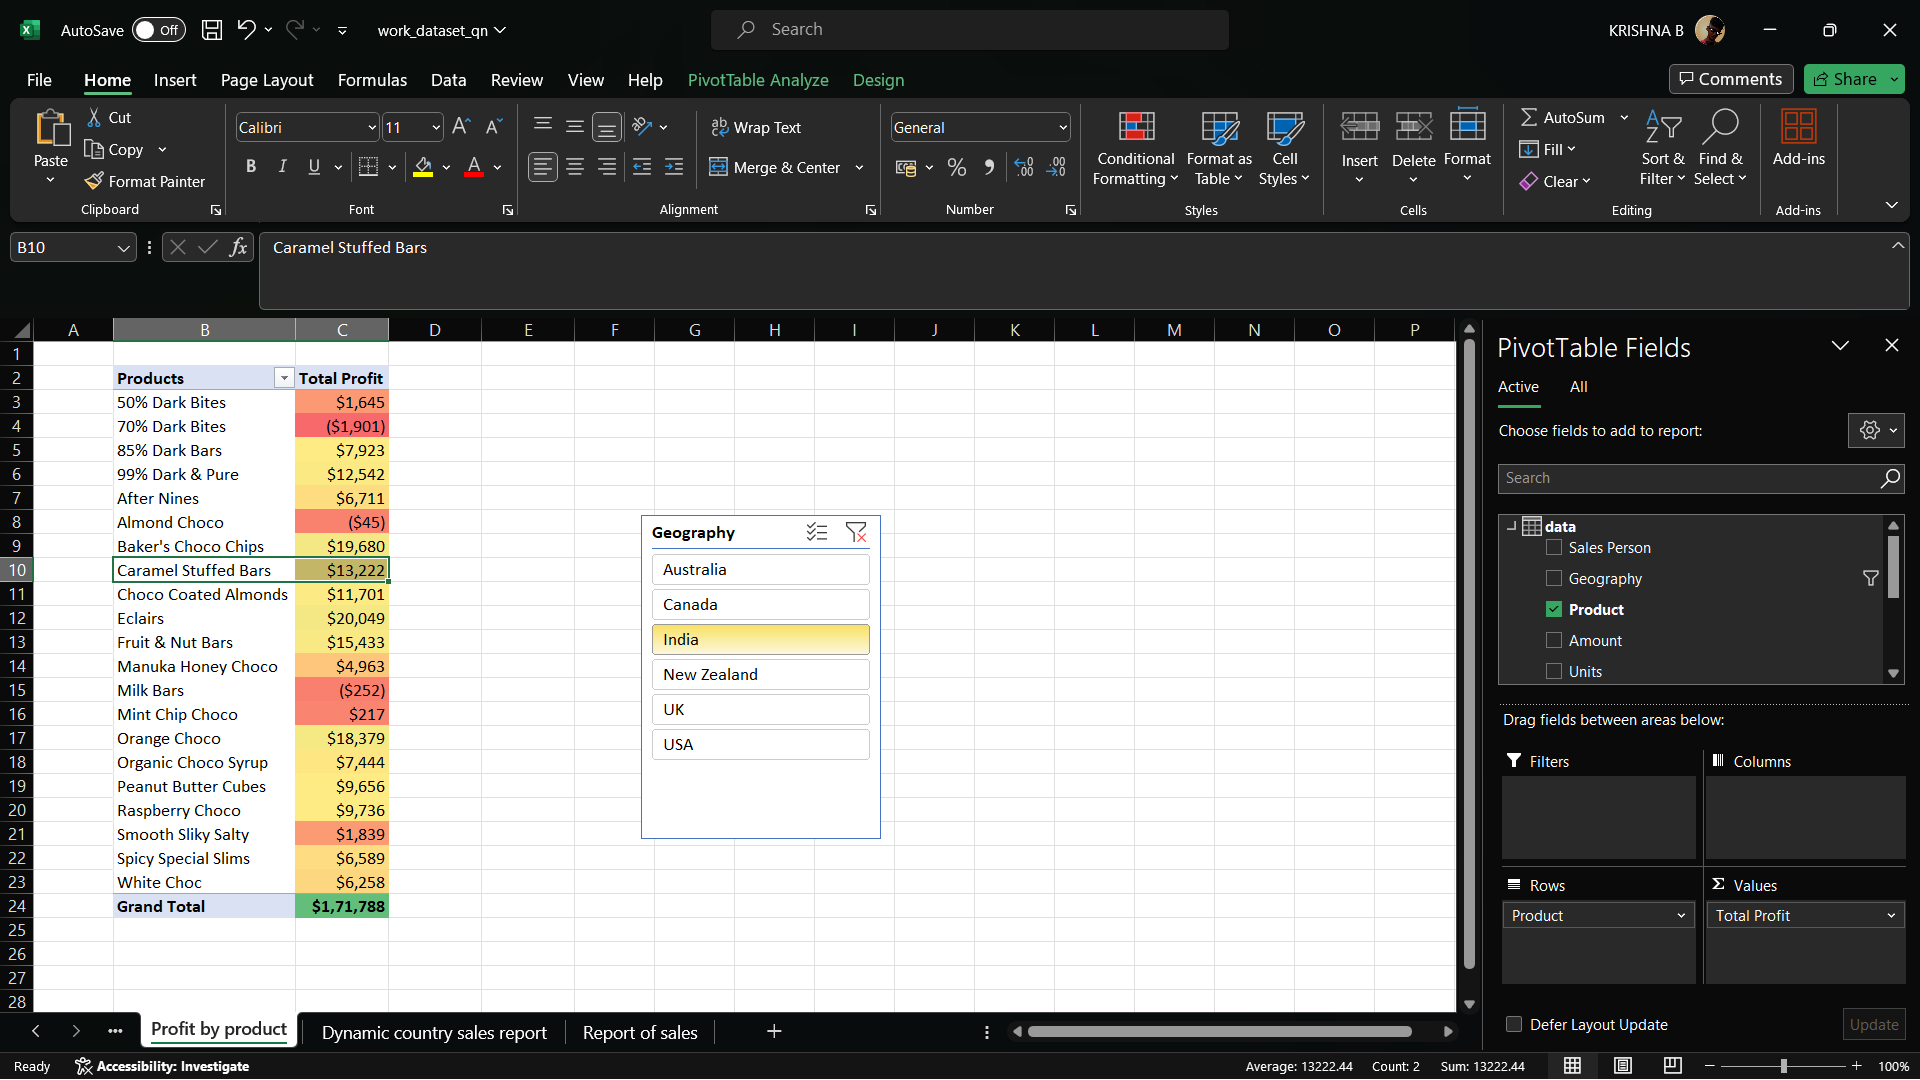 AutoSave Off work_dataset_qn Search KRISHNA B
File Home Insert Page Layout Formulas Data Review View Help PivotTable Analyze Design Comments Share
Paste Cut Copy Format Painter Clipboard
Calibri 11 B I U A Font
Wrap Text Merge & Center Alignment
General % Number
Conditional Formatting Format as Table Cell Styles Styles
Insert Delete Format Cells
AutoSum Fill Clear Sort & Filter Find & Select Editing
Add-ins Add-ins
B10 fx Caramel Stuffed Bars
A B C D E F G H I J K L M N O P
1
2 Products Total Profit
3 50% Dark Bites $1,645
4 70% Dark Bites ($1,901)
5 85% Dark Bars $7,923
6 99% Dark & Pure $12,542
7 After Nines $6,711
8 Almond Choco ($45)
9 Baker's Choco Chips $19,680
10 Caramel Stuffed Bars $13,222
11 Choco Coated Almonds $11,701
12 Eclairs $20,049
13 Fruit & Nut Bars $15,433
14 Manuka Honey Choco $4,963
15 Milk Bars ($252)
16 Mint Chip Choco $217
17 Orange Choco $18,379
18 Organic Choco Syrup $7,444
19 Peanut Butter Cubes $9,656
20 Raspberry Choco $9,736
21 Smooth Sliky Salty $1,839
22 Spicy Special Slims $6,589
23 White Choc $6,258
24 Grand Total $1,71,788
25
26
27
28
Geography
Australia
Canada
India
New Zealand
UK
USA
PivotTable Fields
Active All
Choose fields to add to report:
Search
data
Sales Person
Geography
Product
Amount
Units
Drag fields between areas below:
Filters Columns
Rows Values
Product Total Profit
Defer Layout Update Update
Profit by product Dynamic country sales report Report of sales
Ready Accessibility: Investigate Average: 13222.44 Count: 2 Sum: 13222.44 100%